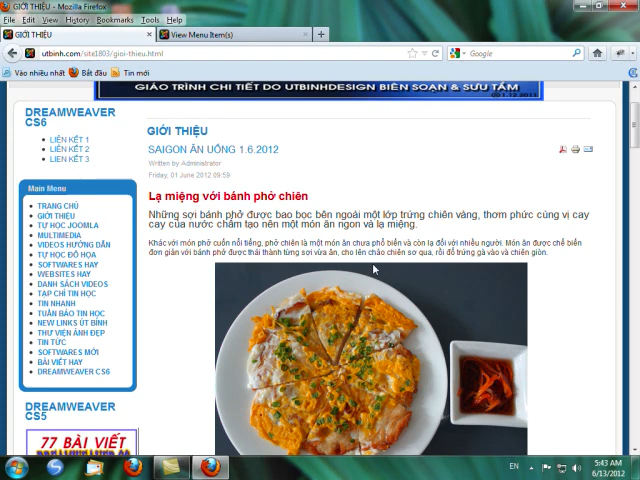 GIỚI THIỆU - Mozilla Firefox
File Edit View History Bookmarks Tools Help
GIỚI THIỆU
View Menu Item(s)
utbinh.com/site1803/gioi-thieu.html
Google
Vào nhiều nhất Bắt đầu Tin mới
GIÁO TRÌNH CHI TIẾT DO UTBINHDESIGN BIÊN SOẠN & SƯU TẦM
DREAMWEAVER
CS6
LIÊN KẾT 1
LIÊN KẾT 2
LIEN KẾT 3
Main Menu
TRANG CHỦ
GIỚI THIỆU
TỰ HỌC JOOMLA
MULTIMEDIA
VIDEOS HƯỚNG DẪN
TỰ HỌC ĐỒ HỌA
SOFTWARES HAY
WEBSITES HAY
DANH SÁCH VIDEOS
TẠP CHÍ TIN HỌC
TIN NHANH
TUẦN BÁO TIN HỌC
NEW LINKS ÚT BÌNH
THƯ VIỆN ẢNH ĐẸP
TIN TỨC
SOFTWARES MỚI
BÀI VIẾT HAY
DREAMWEAVER CS6
DREAMWEAVER
CS5
77 BÀI VIẾT
GIỚI THIỆU
SAIGON ĂN UỐNG 1.6.2012
Written by Administrator
Friday, 01 June 2012 09:59
Lạ miệng với bánh phở chiên
Những sợi bánh phở được bao bọc bên ngoài một lớp trứng chiên vàng, thơm phức cùng vị cay
cay của nước chấm tạo nên một món ăn ngon và lạ miệng.
Khác với món phở cuốn nổi tiếng, phở chiên là một món ăn chưa phổ biến và còn lạ đối với nhiều người. Món ăn được chế biến
đơn giản với bánh phở được thái thành từng sợi vừa ăn, cho lên chảo chiên sơ qua, rồi đổ trứng gà vào và chiên giòn.
EN
5:43 AM
6/13/2012